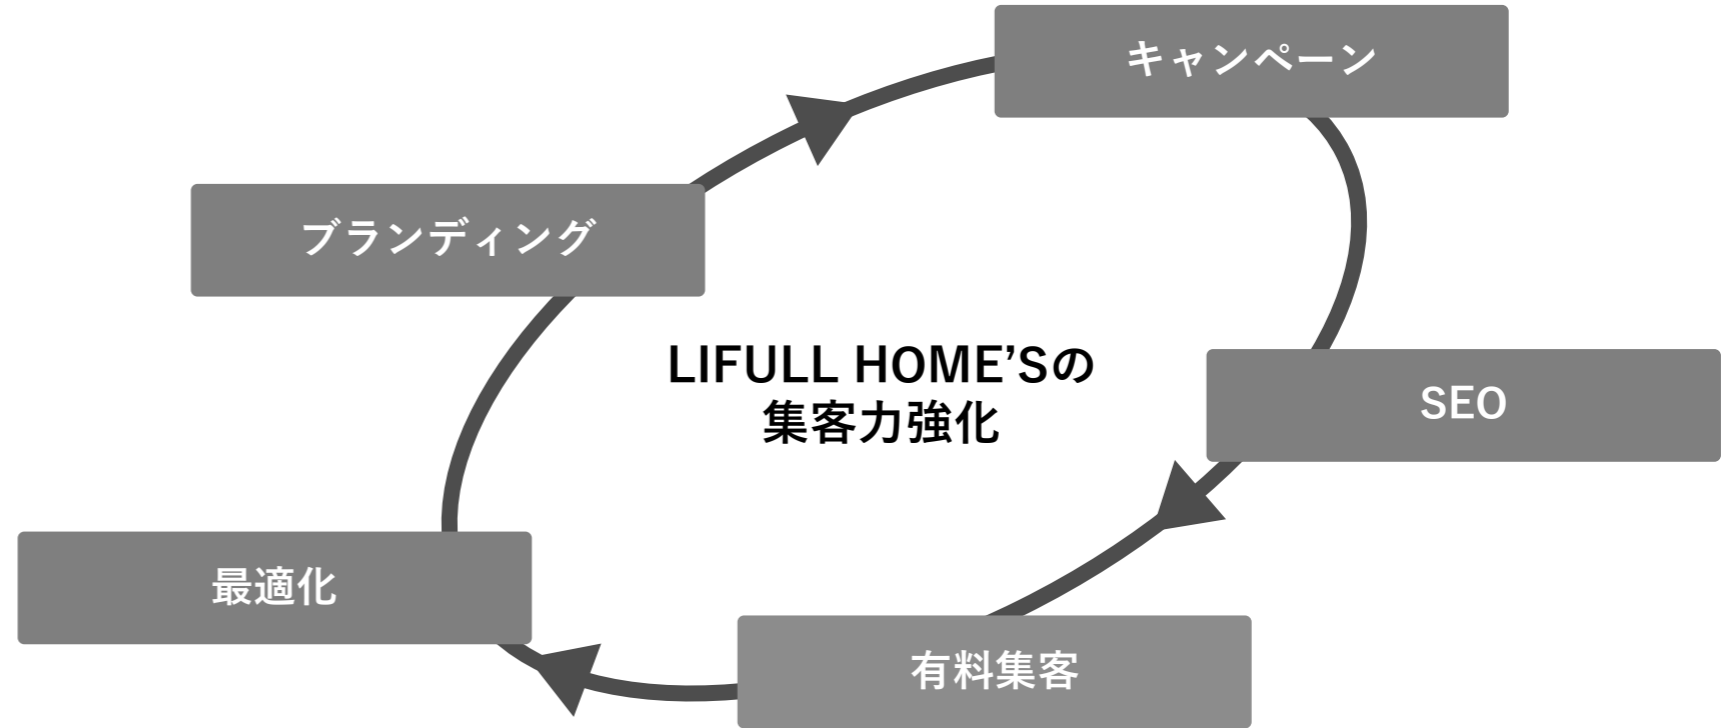 キャンペーン
ブランディング
LIFULL HOME’Sの
集客力強化
SEO
最適化
有料集客